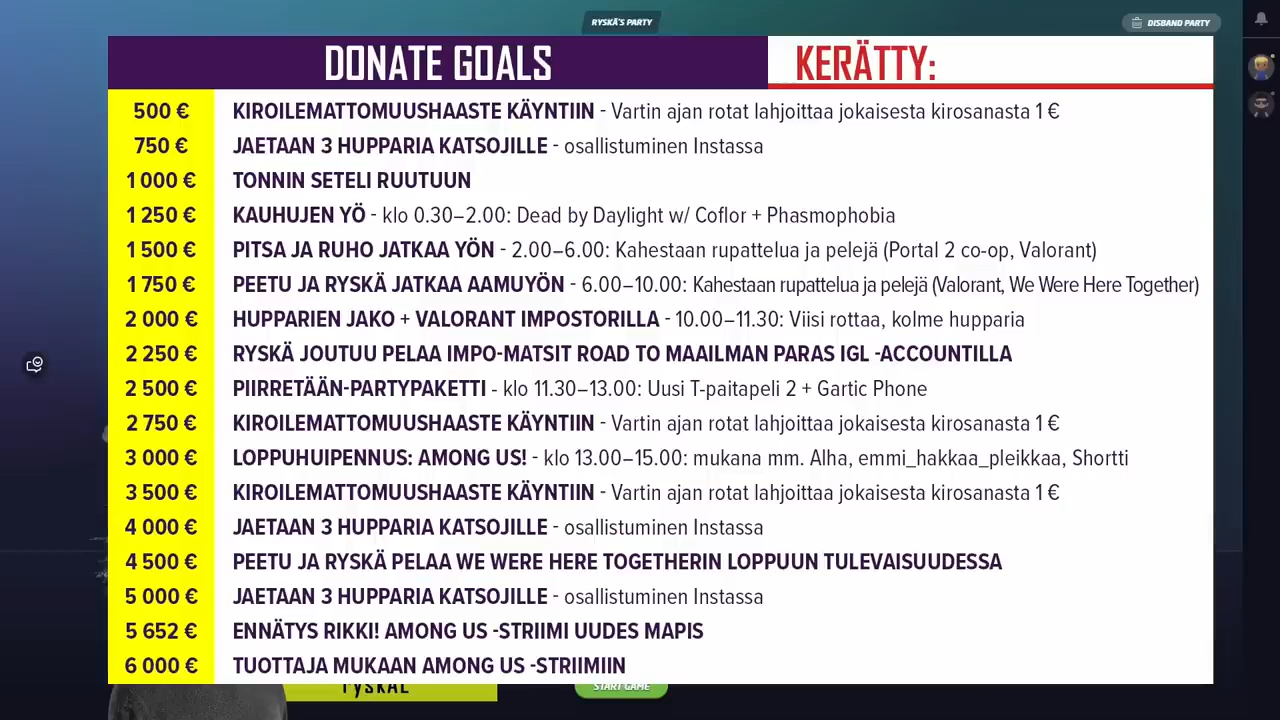 RYSKÄ'S PARTY
DISBAND PARTY
DONATE GOALS
KERÄTTY:
500 € KIROILEMATTOMUUSHAASTE KÄYNTIIN - Vartin ajan rotat lahjoittaa jokaisesta kirosanasta 1 €
750 € JAETAAN 3 HUPPARIA KATSOJILLE - osallistuminen Instassa
1 000 € TONNIN SETELI RUUTUUN
1 250 € KAUHUJEN YÖ - klo 0.30–2.00: Dead by Daylight w/ Coflor + Phasmophobia
1 500 € PITSA JA RUHO JATKAA YÖN - 2.00–6.00: Kahestaan rupattelua ja pelejä (Portal 2 co-op, Valorant)
1 750 € PEETU JA RYSKÄ JATKAA AAMUYÖN - 6.00–10.00: Kahestaan rupattelua ja pelejä (Valorant, We Were Here Together)
2 000 € HUPPARIEN JAKO + VALORANT IMPOSTORILLA - 10.00–11.30: Viisi rottaa, kolme hupparia
2 250 € RYSKÄ JOUTUU PELAA IMPO-MATSIT ROAD TO MAAILMAN PARAS IGL -ACCOUNTILLA
2 500 € PIIRRETÄÄN-PARTYPAKETTI - klo 11.30–13.00: Uusi T-paitapeli 2 + Gartic Phone
2 750 € KIROILEMATTOMUUSHAASTE KÄYNTIIN - Vartin ajan rotat lahjoittaa jokaisesta kirosanasta 1 €
3 000 € LOPPUHUIPENNUS: AMONG US! - klo 13.00–15.00: mukana mm. Alha, emmi_hakkaa_pleikkaa, Shortti
3 500 € KIROILEMATTOMUUSHAASTE KÄYNTIIN - Vartin ajan rotat lahjoittaa jokaisesta kirosanasta 1 €
4 000 € JAETAAN 3 HUPPARIA KATSOJILLE - osallistuminen Instassa
4 500 € PEETU JA RYSKÄ PELAA WE WERE HERE TOGETHERIN LOPPUUN TULEVAISUUDESSA
5 000 € JAETAAN 3 HUPPARIA KATSOJILLE - osallistuminen Instassa
5 652 € ENNÄTYS RIKKI! AMONG US -STRIIMI UUDES MAPIS
6 000 € TUOTTAJA MUKAAN AMONG US -STRIIMIIN
START GAME